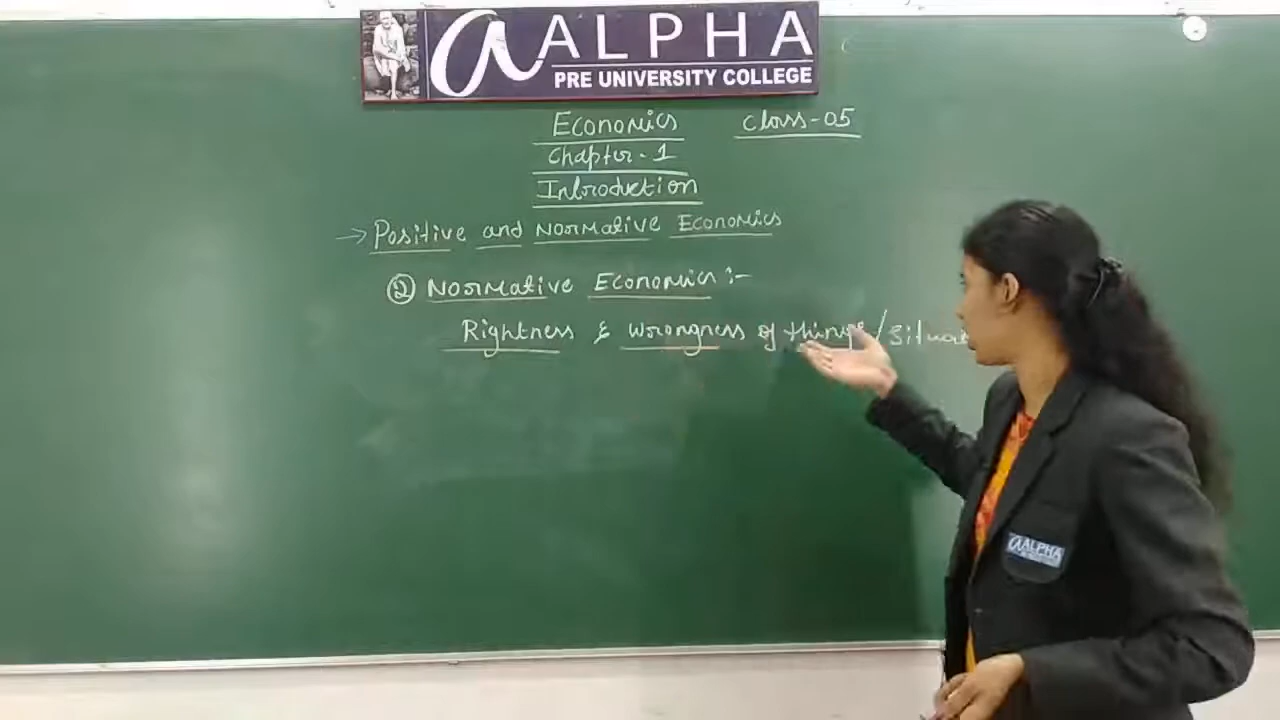 ALPHA
PRE UNIVERSITY COLLEGE
Economics Class-05
Chapter-1
Introduction
→ Positive and Normative Economics
② Normative Economics :-
Rightness & Wrongness of things /
ALPHA